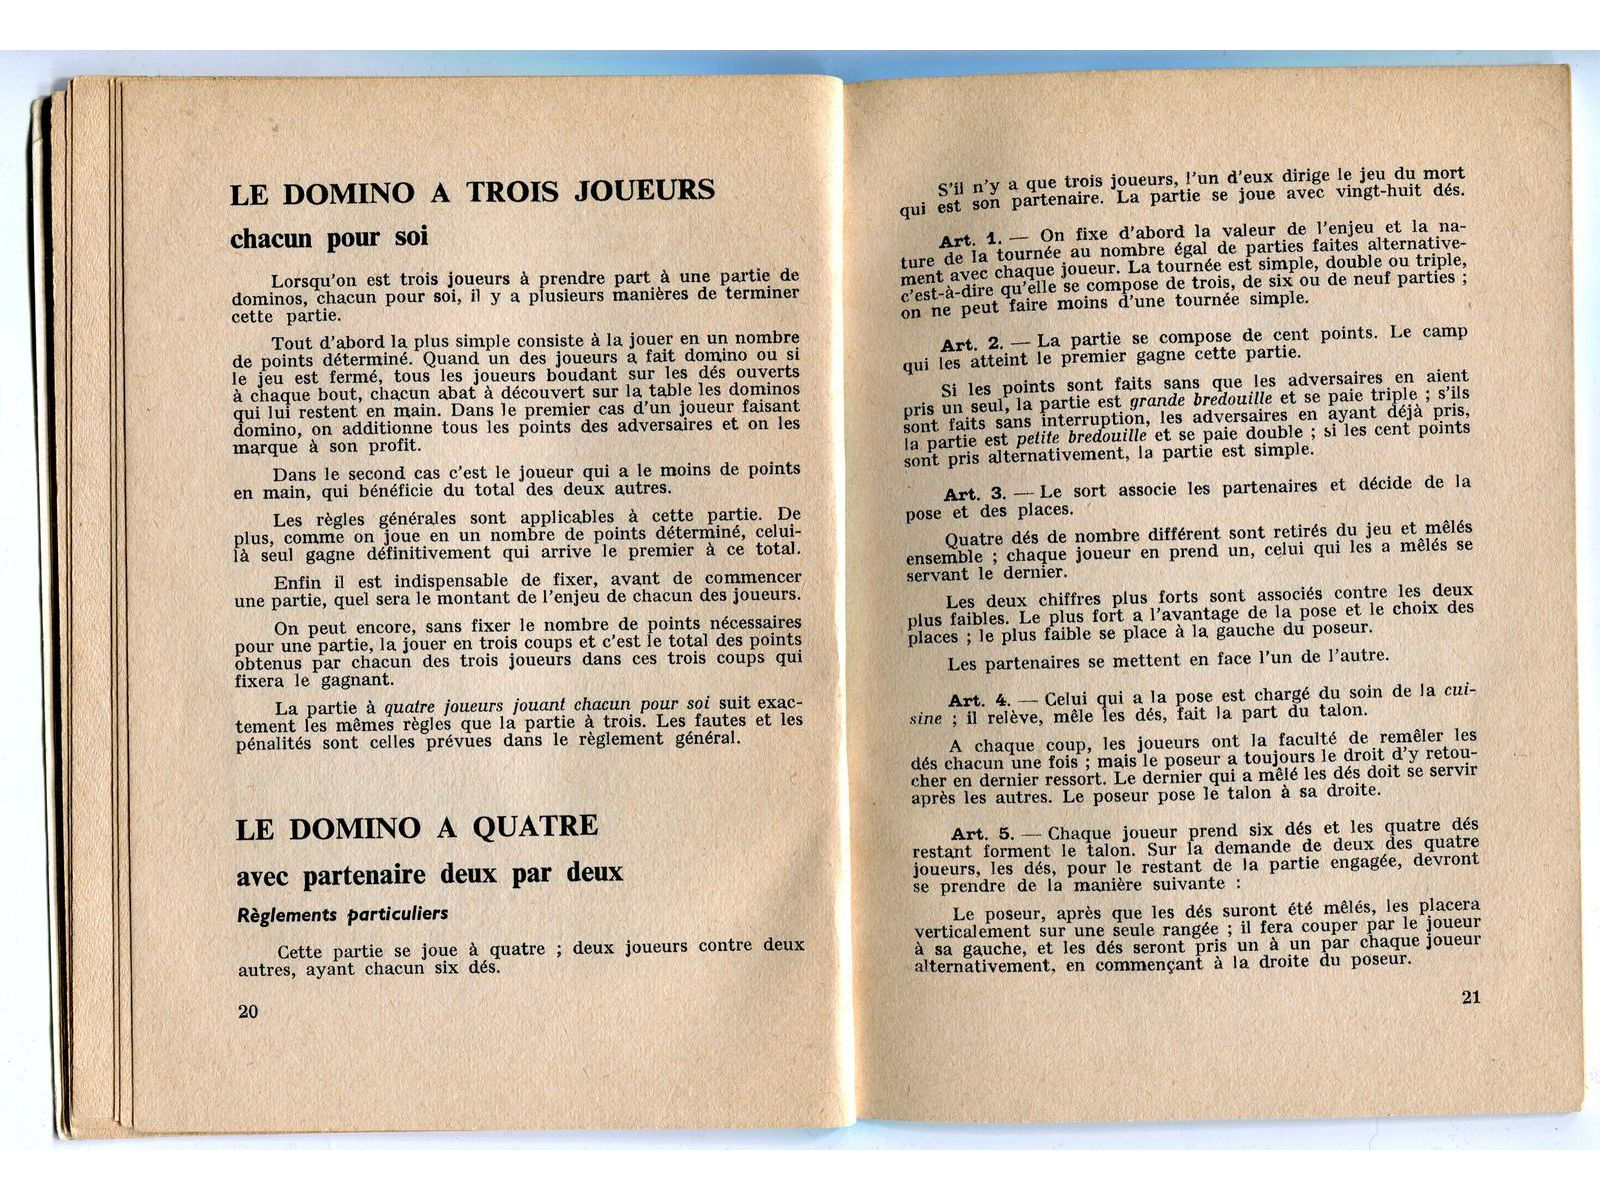 LE DOMINO A TROIS JOUEURS
chacun pour soi
Lorsqu'on est trois joueurs à prendre part à une partie de
dominos, chacun pour soi, il y a plusieurs manières de terminer
cette partie.
Tout d'abord la plus simple consiste à la jouer en un nombre
de points déterminé. Quand un des joueurs a fait domino ou si
le jeu est fermé, tous les joueurs boudant sur les dés ouverts
à chaque bout, chacun abat à découvert sur la table les dominos
qui lui restent en main. Dans le premier cas d'un joueur faisant
domino, on additionne tous les points des adversaires et on les
marque à son profit.
Dans le second cas c'est le joueur qui a le moins de points
en main, qui bénéficie du total des deux autres.
Les règles générales sont applicables à cette partie. De
plus, comme on joue en un nombre de points déterminé, celui-
là seul gagne définitivement qui arrive le premier à ce total.
Enfin il est indispensable de fixer, avant de commencer
une partie, quel sera le montant de l'enjeu de chacun des joueurs.
On peut encore, sans fixer le nombre de points nécessaires
pour une partie, la jouer en trois coups et c'est le total des points
obtenus par chacun des trois joueurs dans ces trois coups qui
fixera le gagnant.
La partie à quatre joueurs jouant chacun pour soi suit exac-
tement les mêmes règles que la partie à trois. Les fautes et les
pénalités sont celles prévues dans le règlement général.
LE DOMINO A QUATRE
avec partenaire deux par deux
Règlements particuliers
Cette partie se joue à quatre ; deux joueurs contre deux
autres, ayant chacun six dés.
20
S'il n'y a que trois joueurs, l'un d'eux dirige le jeu du mort
qui est son partenaire. La partie se joue avec vingt-huit dés.
Art. 1. — On fixe d'abord la valeur de l'enjeu et la na-
ture de la tournée au nombre égal de parties faites alternative-
ment avec chaque joueur. La tournée est simple, double ou triple,
c'est-à-dire qu'elle se compose de trois, de six ou de neuf parties ;
on ne peut faire moins d'une tournée simple.
Art. 2. — La partie se compose de cent points. Le camp
qui les atteint le premier gagne cette partie.
Si les points sont faits sans que les adversaires en aient
pris un seul, la partie est grande bredouille et se paie triple ; s'ils
sont faits sans interruption, les adversaires en ayant déjà pris,
la partie est petite bredouille et se paie double ; si les cent points
sont pris alternativement, la partie est simple.
Art. 3. — Le sort associe les partenaires et décide de la
pose et des places.
Quatre dés de nombre différent sont retirés du jeu et mêlés
ensemble ; chaque joueur en prend un, celui qui les a mêlés se
servant le dernier.
Les deux chiffres plus forts sont associés contre les deux
plus faibles. Le plus fort a l'avantage de la pose et le choix des
places ; le plus faible se place à la gauche du poseur.
Les partenaires se mettent en face l'un de l'autre.
Art. 4. — Celui qui a la pose est chargé du soin de la cui-
sine ; il relève, mêle les dés, fait la part du talon.
A chaque coup, les joueurs ont la faculté de remêler les
dés chacun une fois ; mais le poseur a toujours le droit d'y retou-
cher en dernier ressort. Le dernier qui a mêlé les dés doit se servir
après les autres. Le poseur pose le talon à sa droite.
Art. 5. — Chaque joueur prend six dés et les quatre dés
restant forment le talon. Sur la demande de deux des quatre
joueurs, les dés, pour le restant de la partie engagée, devront
se prendre de la manière suivante :
Le poseur, après que les dés suront été mêlés, les placera
verticalement sur une seule rangée ; il fera couper par le joueur
à sa gauche, et les dés seront pris un à un par chaque joueur
alternativement, en commençant à la droite du poseur.
21